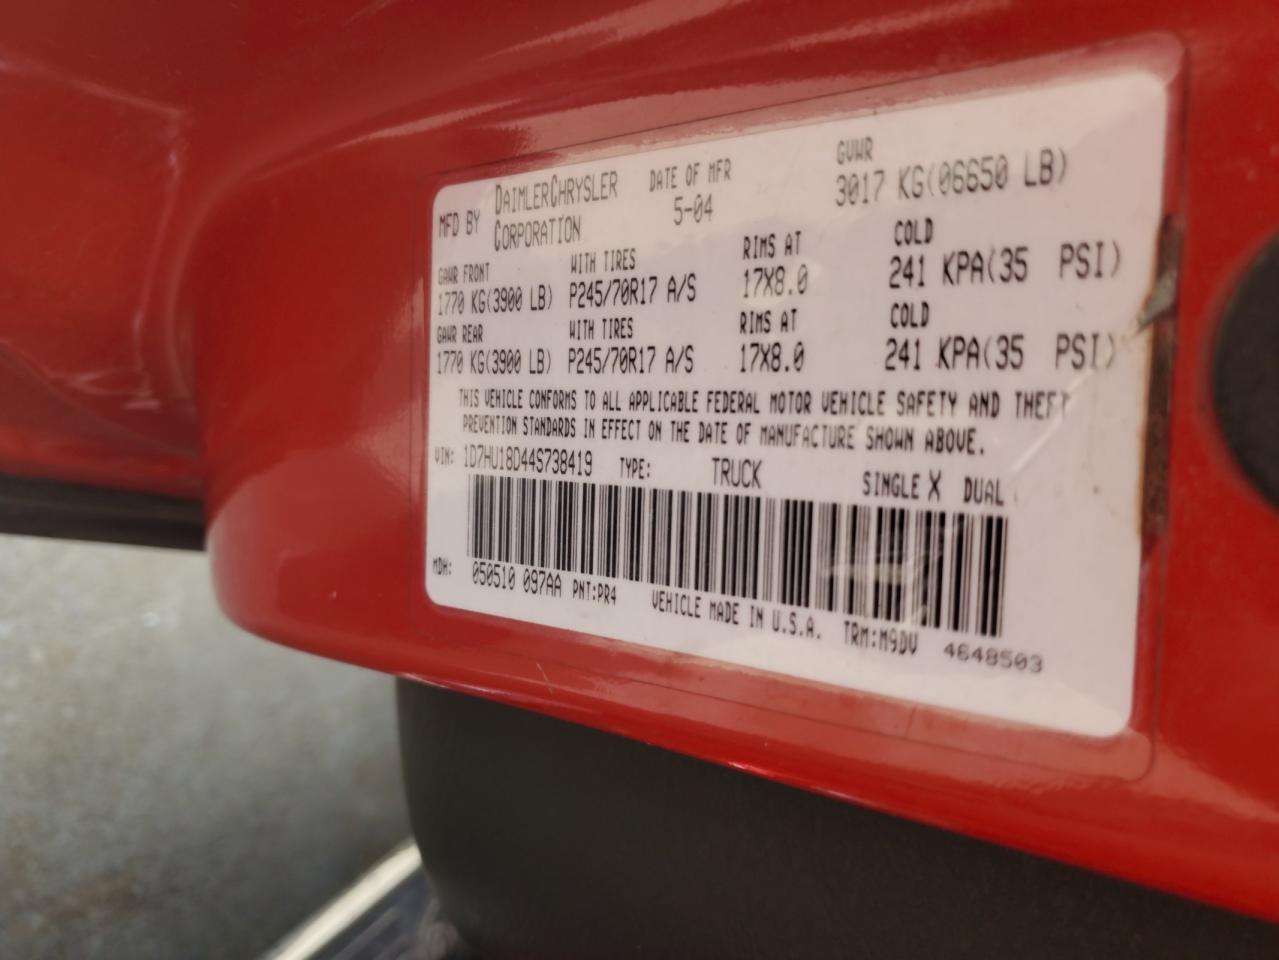 MFD BY DAIMLERCHRYSLER CORPORATION DATE OF MFR 5-04 GVWR 3017 KG(06650 LB)
GAWR FRONT WITH TIRES RIMS AT COLD
1770 KG(3900 LB) P245/70R17 A/S 17X8.0 241 KPA(35 PSI)
GAWR REAR WITH TIRES RIMS AT COLD
1770 KG(3900 LB) P245/70R17 A/S 17X8.0 241 KPA(35 PSI)
THIS VEHICLE CONFORMS TO ALL APPLICABLE FEDERAL MOTOR VEHICLE SAFETY AND THEFT
PREVENTION STANDARDS IN EFFECT ON THE DATE OF MANUFACTURE SHOWN ABOVE.
VIN: 1D7HU18D44S738419 TYPE: TRUCK SINGLE X DUAL
MDH: 050510 097AA PNT:PR4 VEHICLE MADE IN U.S.A. TRM:M9DV 4648503